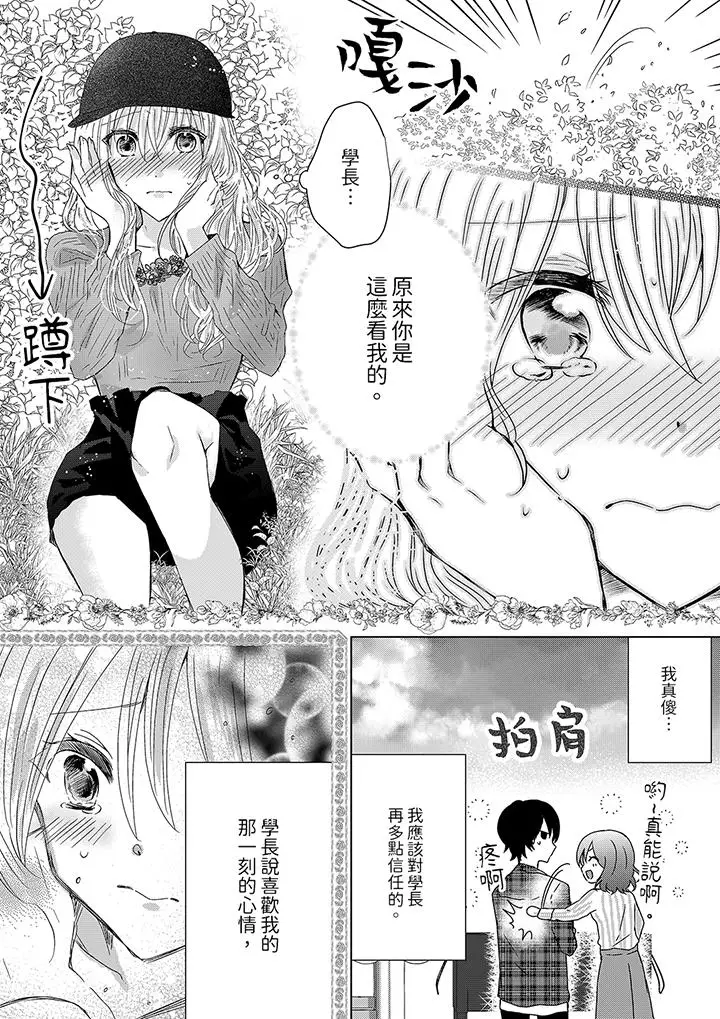 嘎沙
學長…
原來你是
這麼看我的。
蹲下
我真傻…
拍肩
喲~真能說啊。
疼啊
我應該對學長
再多點信任的。
學長說喜歡我的
那一刻的心情，